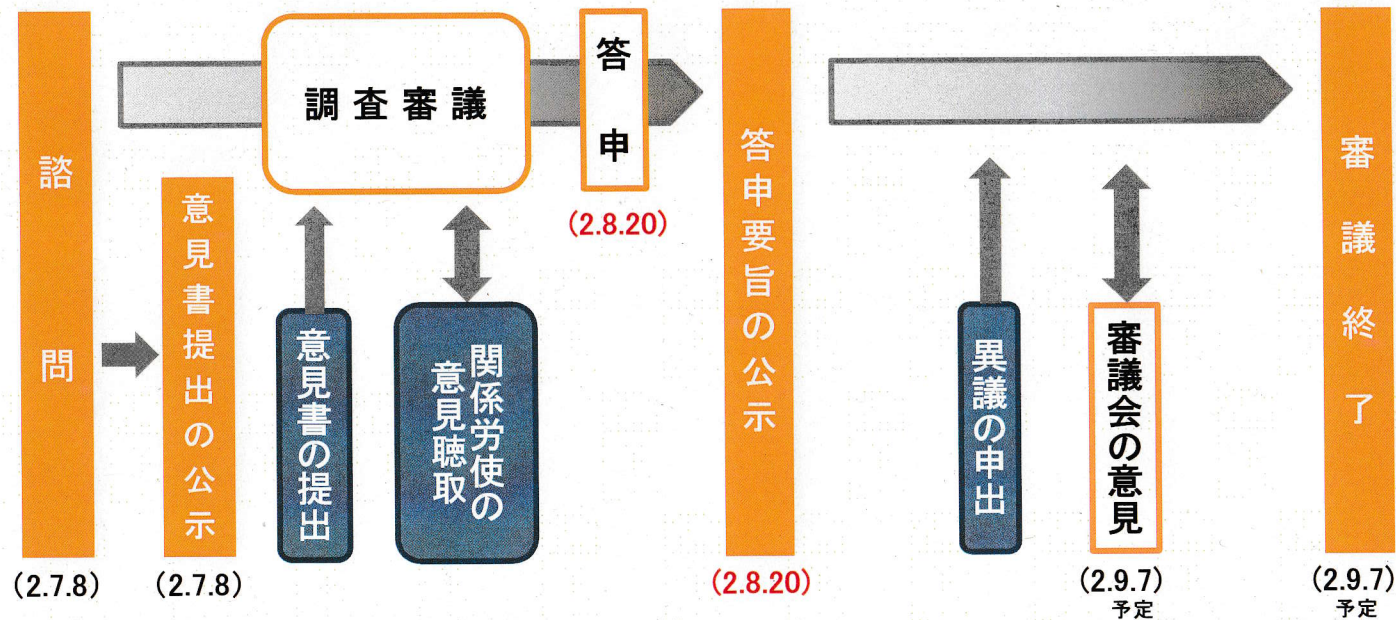 諮問
(2.7.8)
意見書提出の公示
(2.7.8)
調査審議
意見書の提出
関係労使の
意見聴取
答申
(2.8.20)
答申要旨の公示
(2.8.20)
異議の申出
審議会の意見
(2.9.7)
予定
審議終了
(2.9.7)
予定